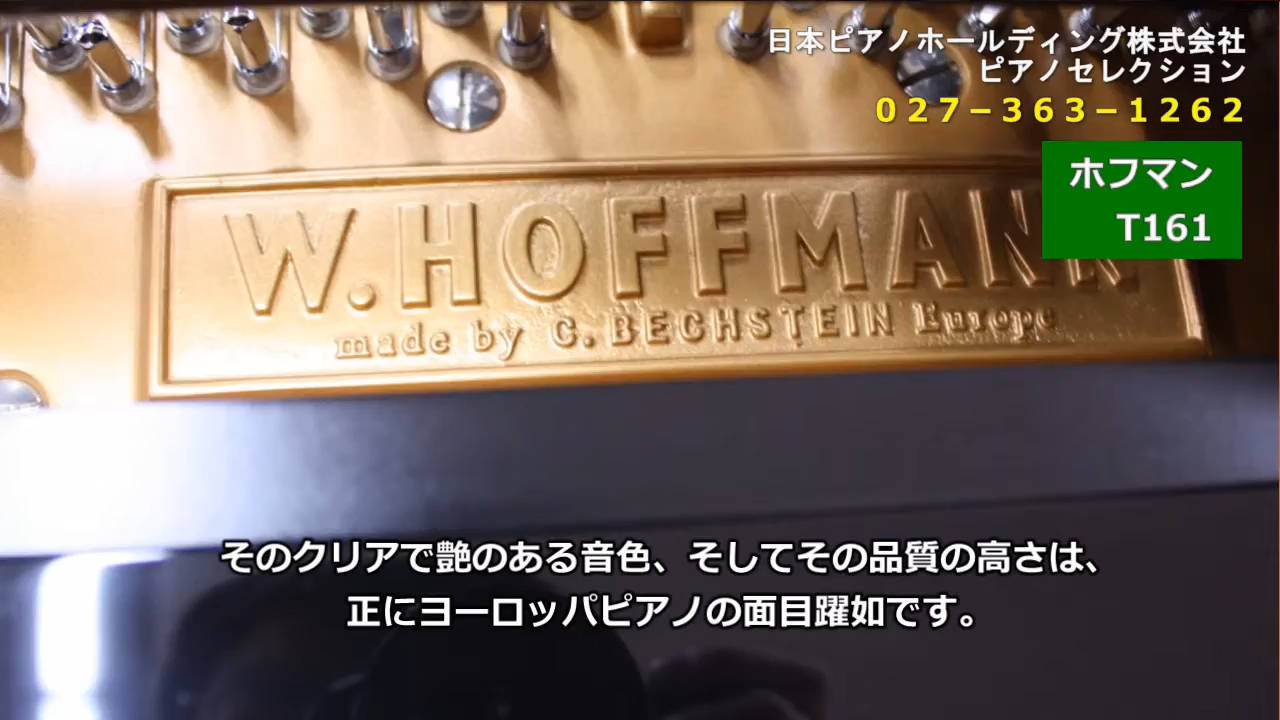 日本ピアノホールディング株式会社
ピアノセレクション
027-363-1262
ホフマン
T161
W.HOFFMANN
made by C.BECHSTEIN Europe
そのクリアで艶のある音色、そしてその品質の高さは、
正にヨーロッパピアノの面目躍如です。